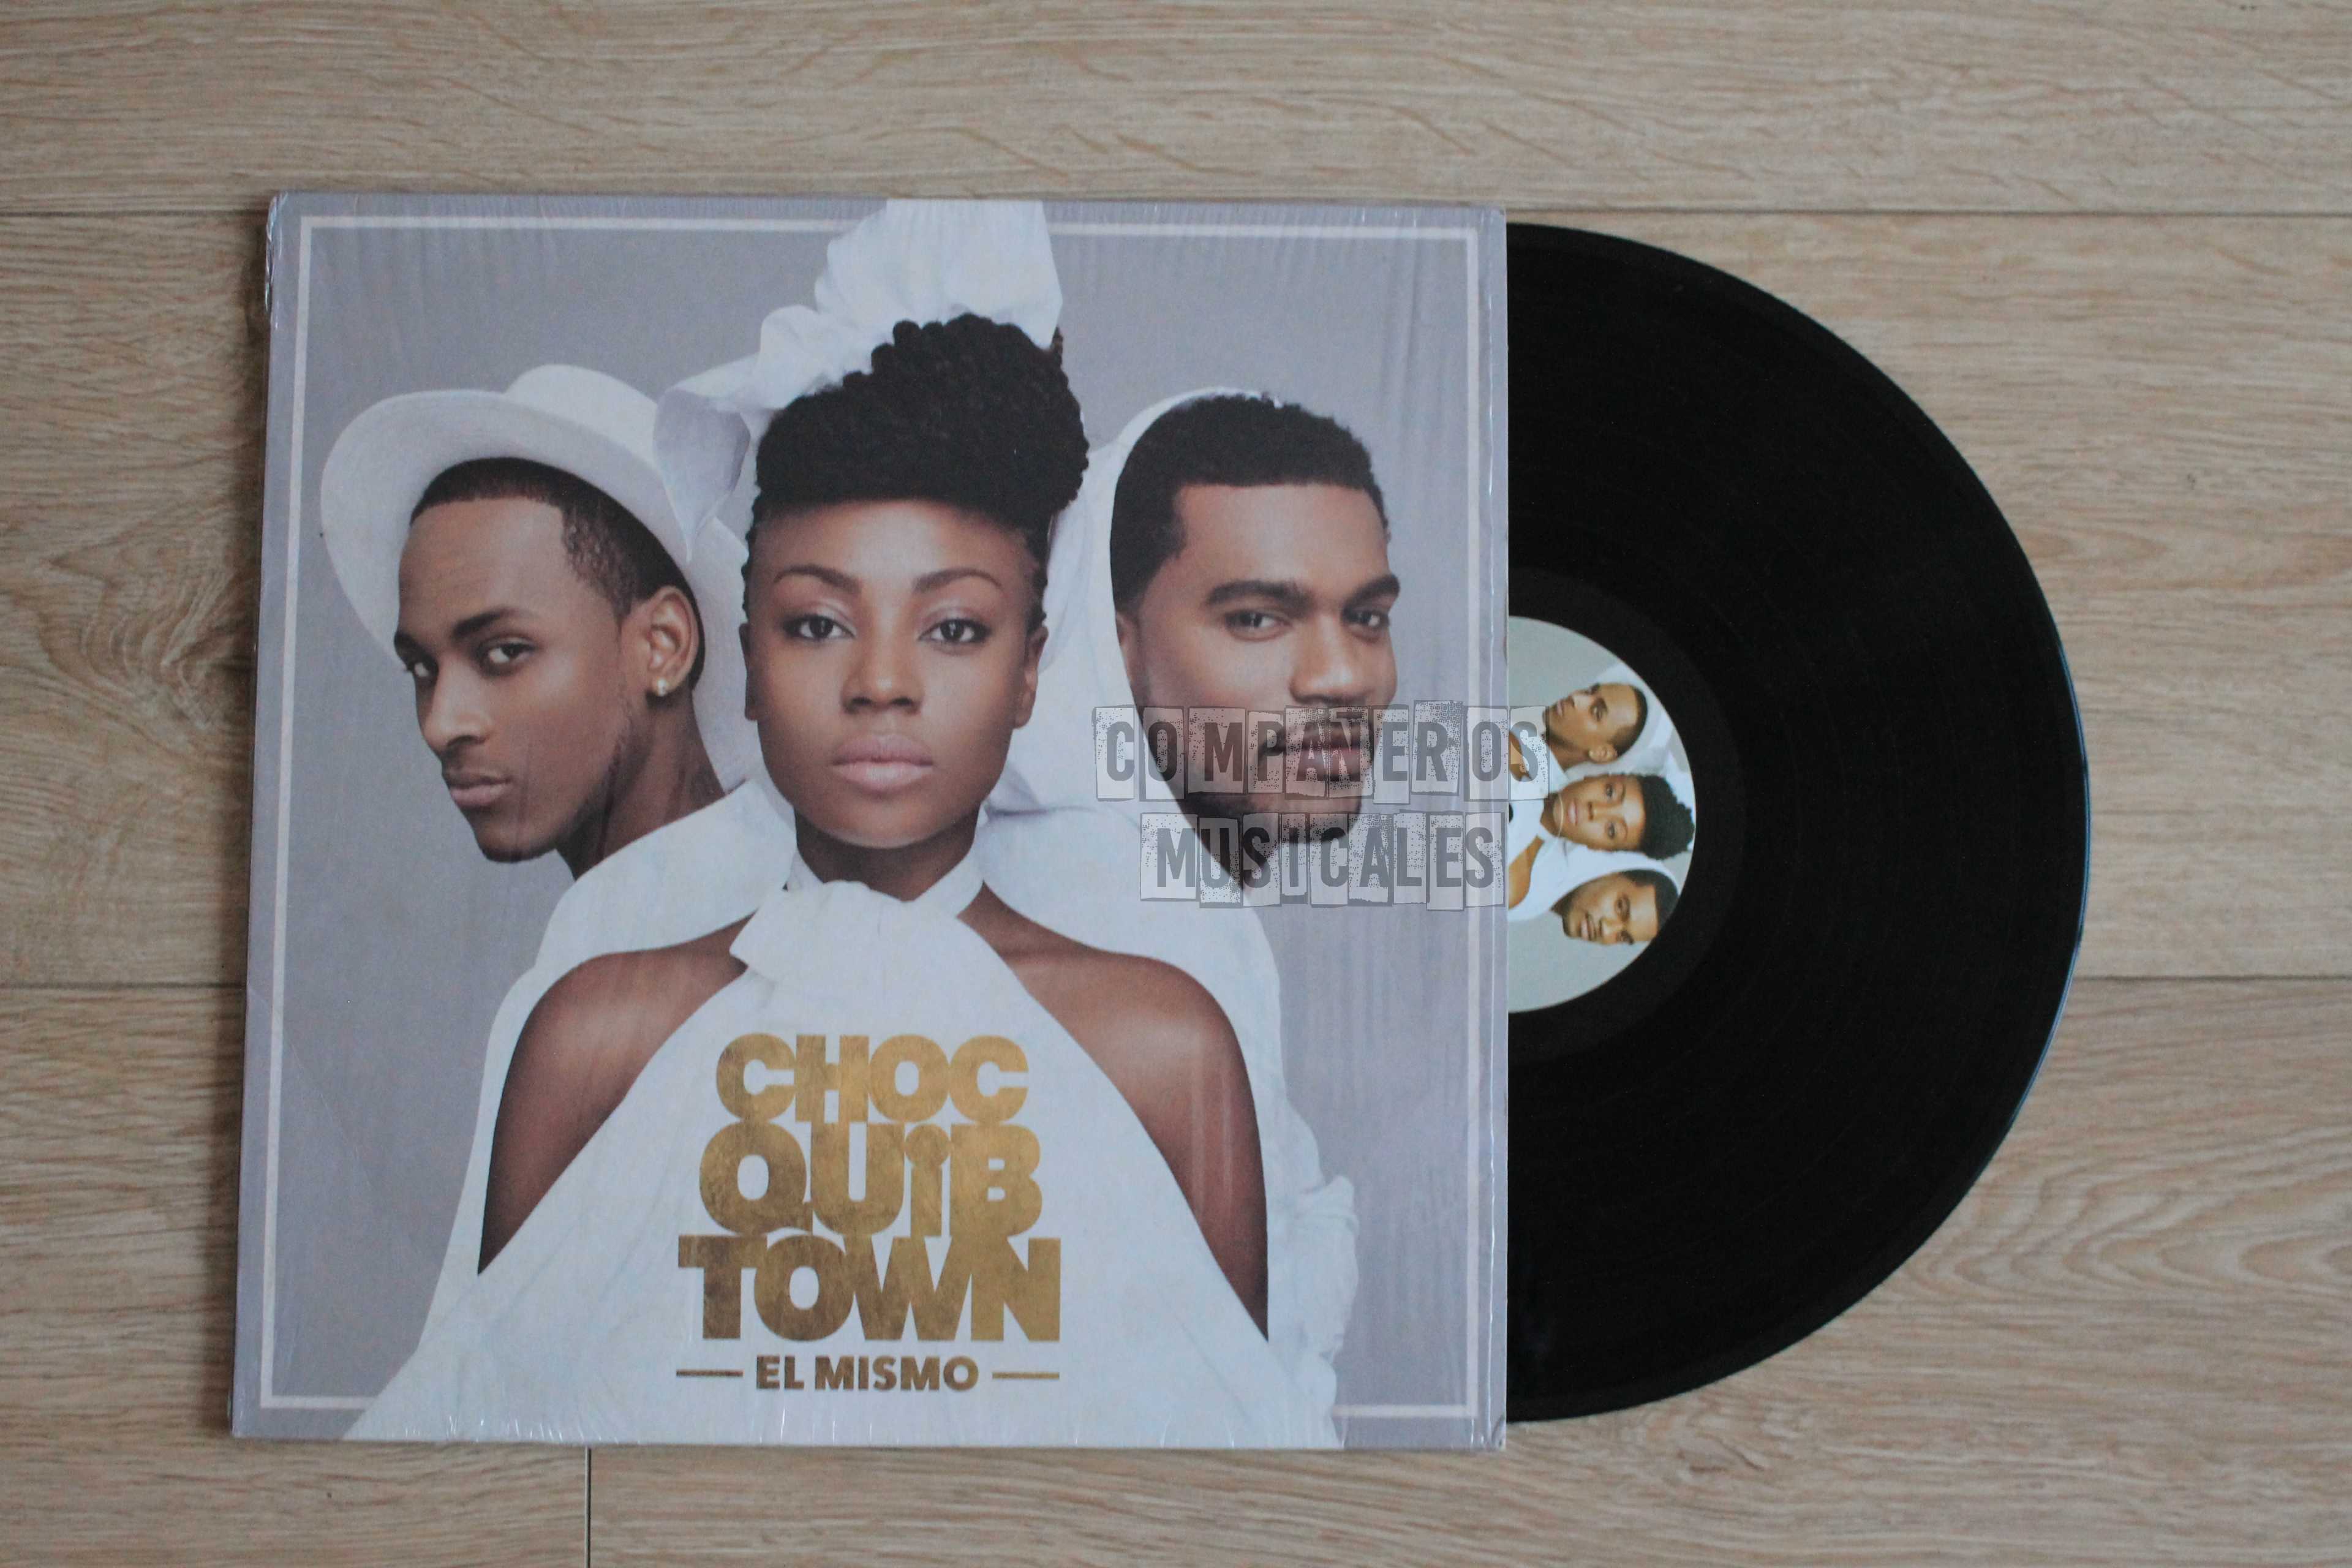 COMPAÑEROS
MUSICALES
CHOC
QUIB
TOWN
EL MISMO